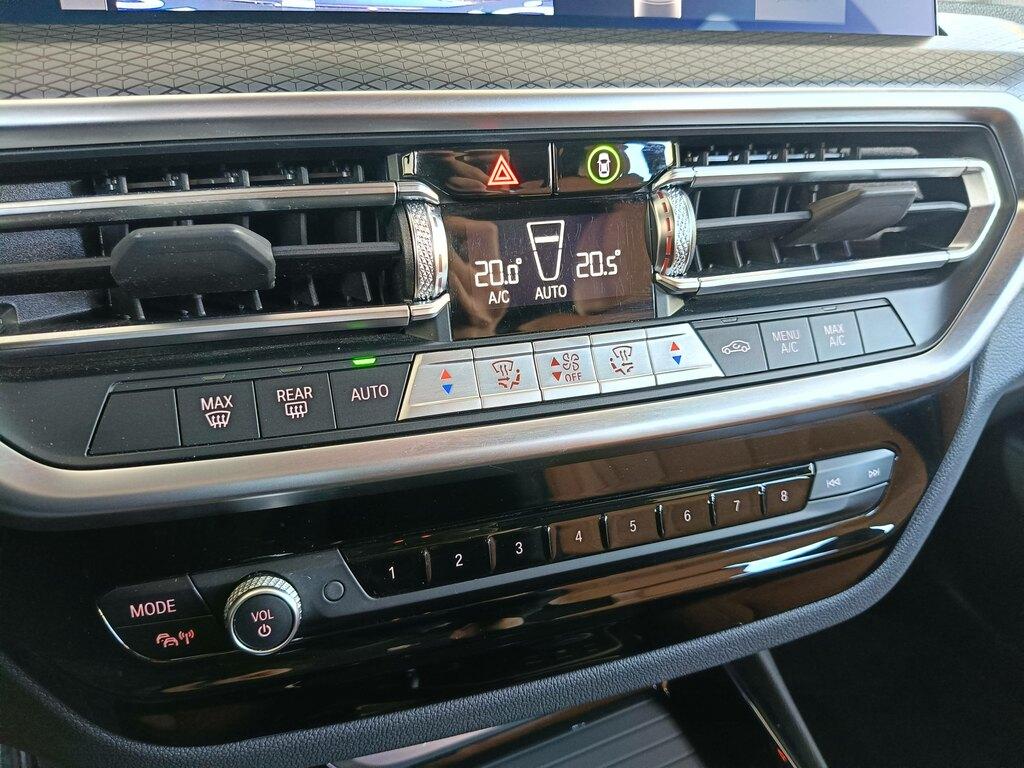 20.0° 20.5°
A/C AUTO
MAX
REAR
AUTO
OFF
MENU
A/C
MAX
A/C
1 2 3 4 5 6 7 8
MODE
VOL